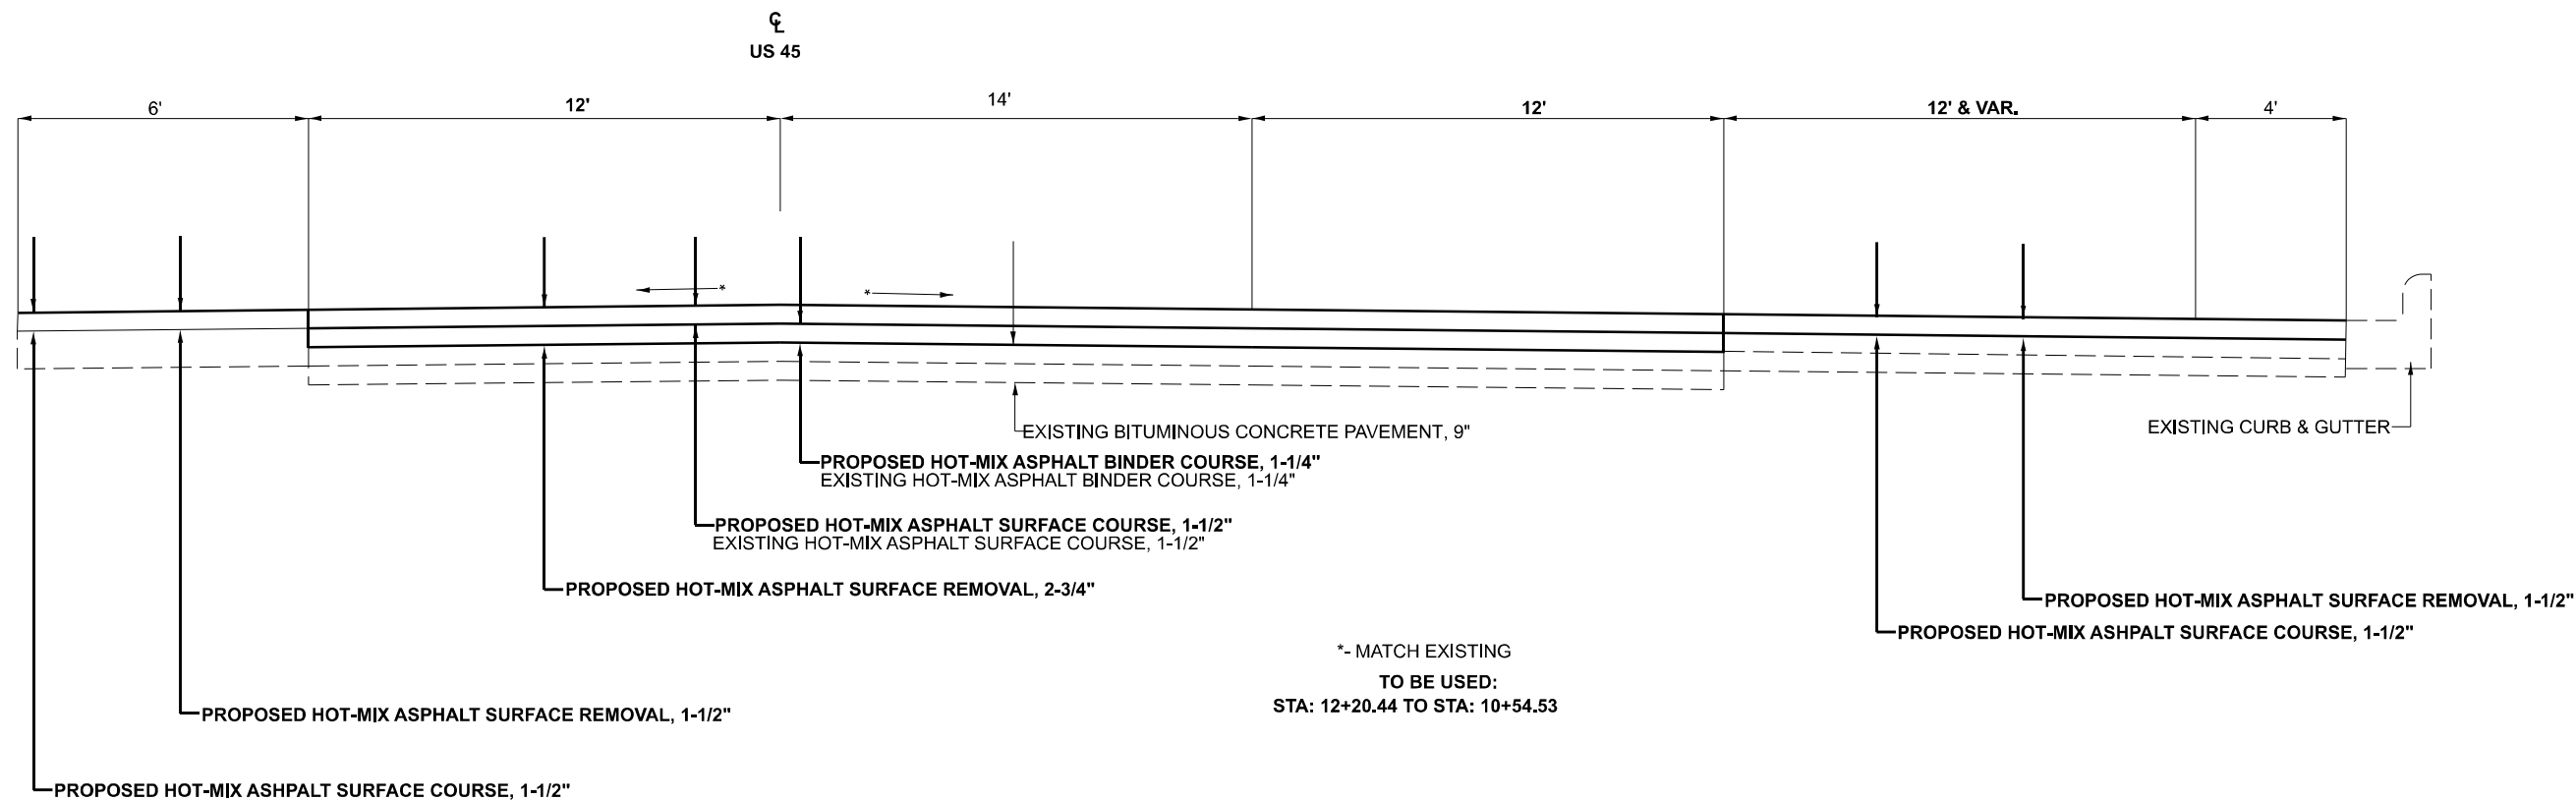 ℄
US 45
6'
12'
14'
12'
12' & VAR.
4'
*
*
EXISTING BITUMINOUS CONCRETE PAVEMENT, 9"
EXISTING CURB & GUTTER
PROPOSED HOT-MIX ASPHALT BINDER COURSE, 1-1/4"
EXISTING HOT-MIX ASPHALT BINDER COURSE, 1-1/4"
PROPOSED HOT-MIX ASPHALT SURFACE COURSE, 1-1/2"
EXISTING HOT-MIX ASPHALT SURFACE COURSE, 1-1/2"
PROPOSED HOT-MIX ASPHALT SURFACE REMOVAL, 2-3/4"
PROPOSED HOT-MIX ASPHALT SURFACE REMOVAL, 1-1/2"
PROPOSED HOT-MIX ASHPALT SURFACE COURSE, 1-1/2"
*- MATCH EXISTING
TO BE USED:
STA: 12+20.44 TO STA: 10+54.53
PROPOSED HOT-MIX ASPHALT SURFACE REMOVAL, 1-1/2"
PROPOSED HOT-MIX ASHPALT SURFACE COURSE, 1-1/2"